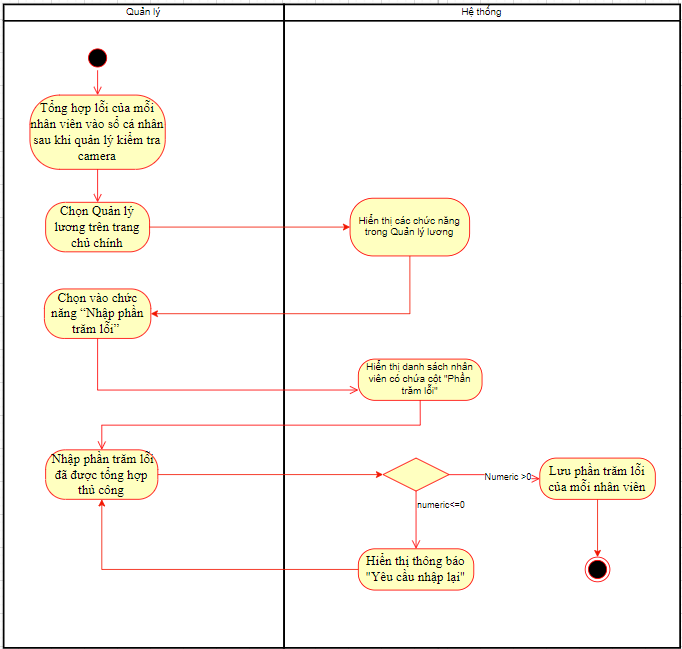 Quản lý
Hệ thống
Tổng hợp lỗi của mỗi
nhân viên vào sổ cá nhân
sau khi quản lý kiểm tra
camera
Chọn Quản lý
lương trên trang
chủ chính
Hiển thị các chức năng
trong Quản lý lương
Chọn vào chức
năng “Nhập phần
trăm lỗi”
Hiển thị danh sách nhân
viên có chứa cột "Phần
trăm lỗi"
Nhập phần trăm lỗi
đã được tổng hợp
thủ công
Numeric >0
Lưu phần trăm lỗi
của mỗi nhân viên
numeric<=0
Hiển thị thông báo
"Yêu cầu nhập lại"